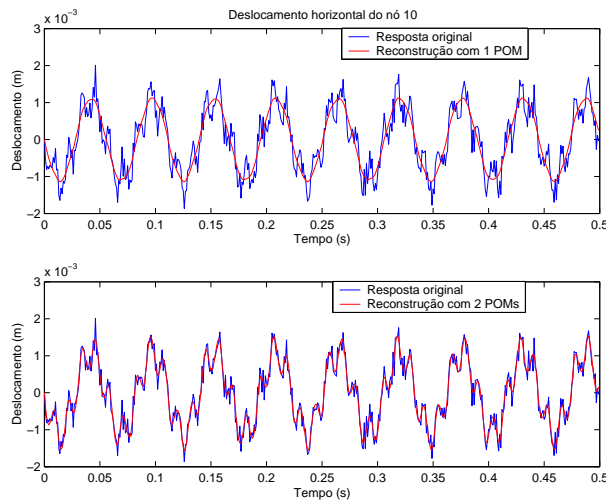 Deslocamento horizontal do nó 10
x 10⁻³
3
2
1
0
−1
−2
Deslocamento (m)
Resposta original
Reconstrução com 1 POM
0 0.05 0.1 0.15 0.2 0.25 0.3 0.35 0.4 0.45 0.5
Tempo (s)
x 10⁻³
3
2
1
0
−1
−2
Deslocamento (m)
Resposta original
Reconstrução com 2 POMs
0 0.05 0.1 0.15 0.2 0.25 0.3 0.35 0.4 0.45 0.5
Tempo (s)